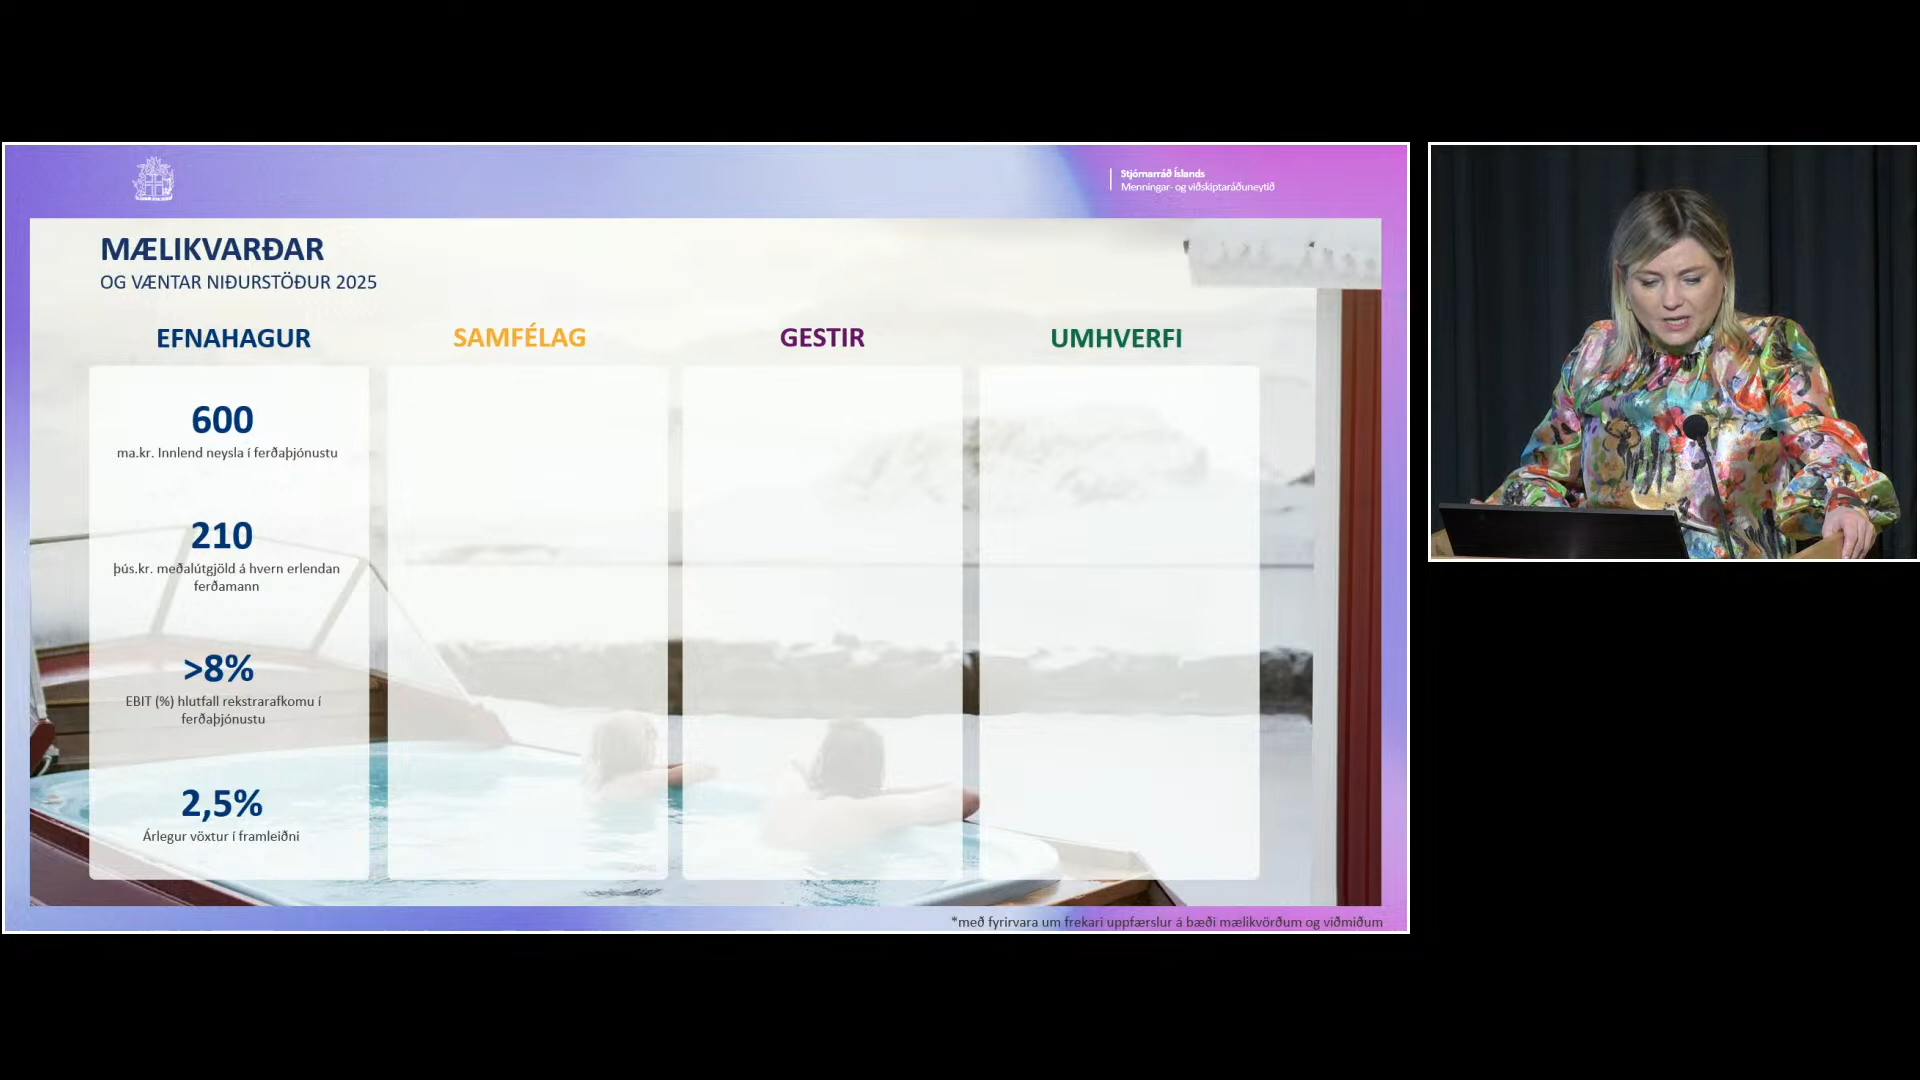 Stjórnarráð Íslands
Menningar- og viðskiptaráðuneytið
MÆLIKVARÐAR
OG VÆNTAR NIÐURSTÖÐUR 2025
EFNAHAGUR
600
ma.kr. Innlend neysla í ferðaþjónustu
210
þús.kr. meðalútgjöld á hvern erlendan
ferðamann
>8%
EBIT (%) hlutfall rekstrarafkomu í
ferðaþjónustu
2,5%
Árlegur vöxtur í framleiðni
SAMFÉLAG
GESTIR
UMHVERFI
*með fyrirvara um frekari uppfærslur á bæði mælikvörðum og viðmiðum